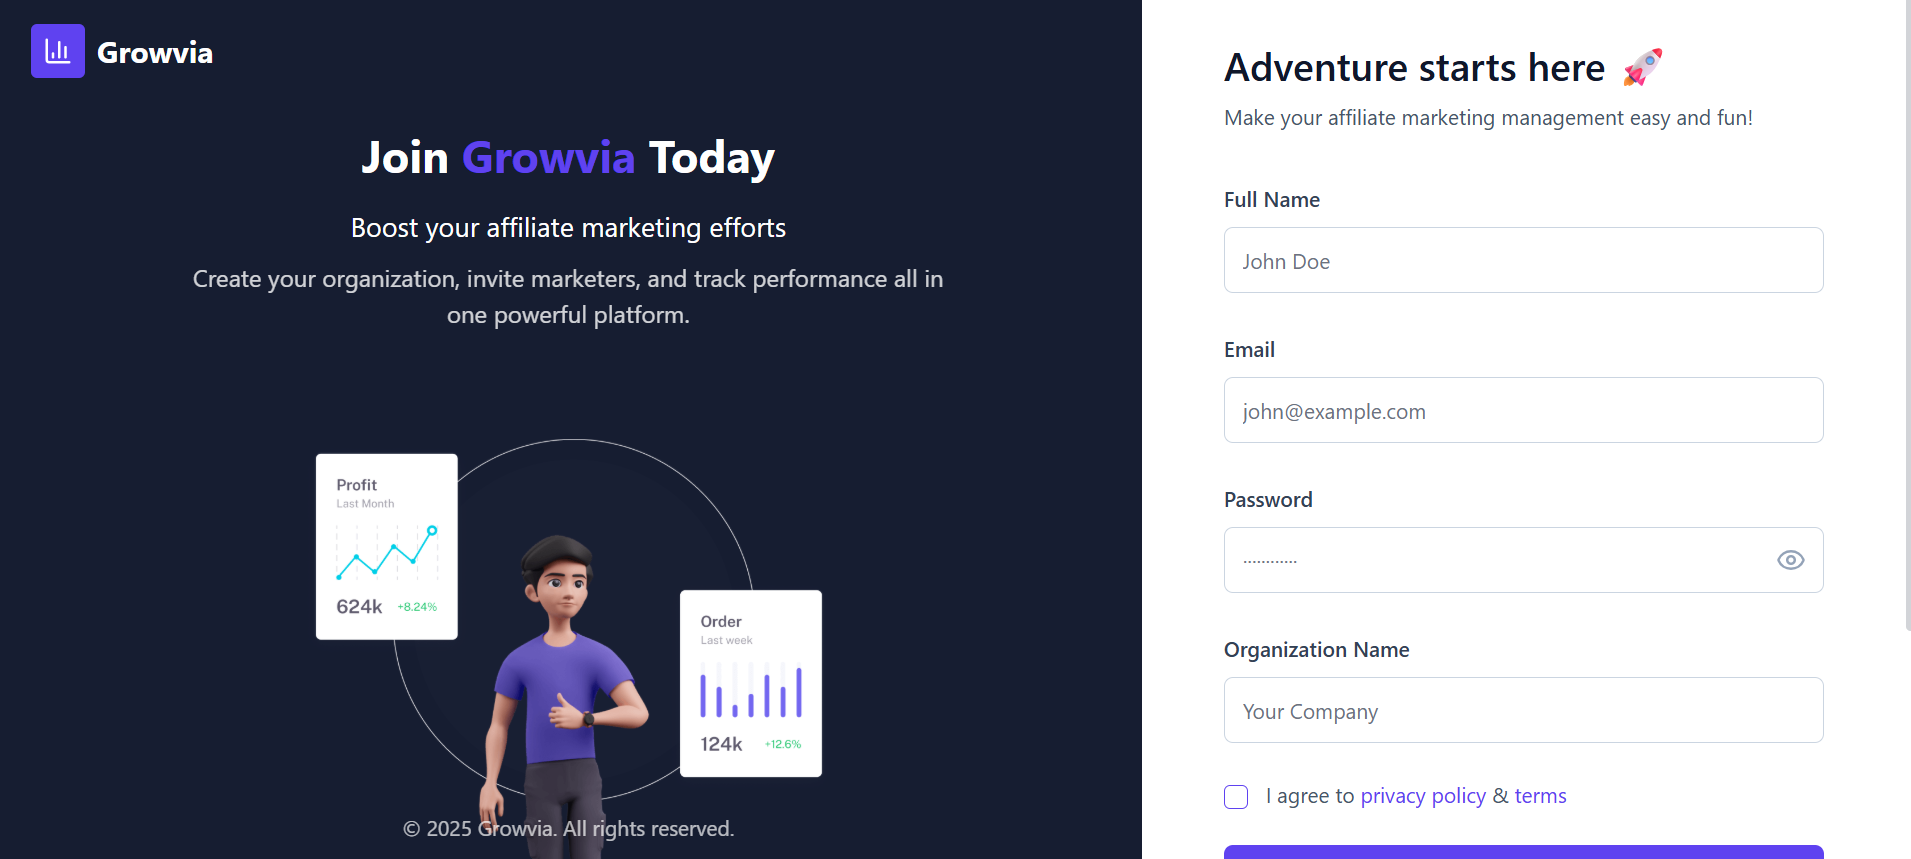 Growvia
Join Growvia Today
Boost your affiliate marketing efforts
Create your organization, invite marketers, and track performance all in
one powerful platform.
Profit
Last Month
624k +8.24%
Order
Last week
124k +12.6%
© 2025 Growvia. All rights reserved.
Adventure starts here 🚀
Make your affiliate marketing management easy and fun!
Full Name
John Doe
Email
john@example.com
Password
············
Organization Name
Your Company
I agree to privacy policy & terms